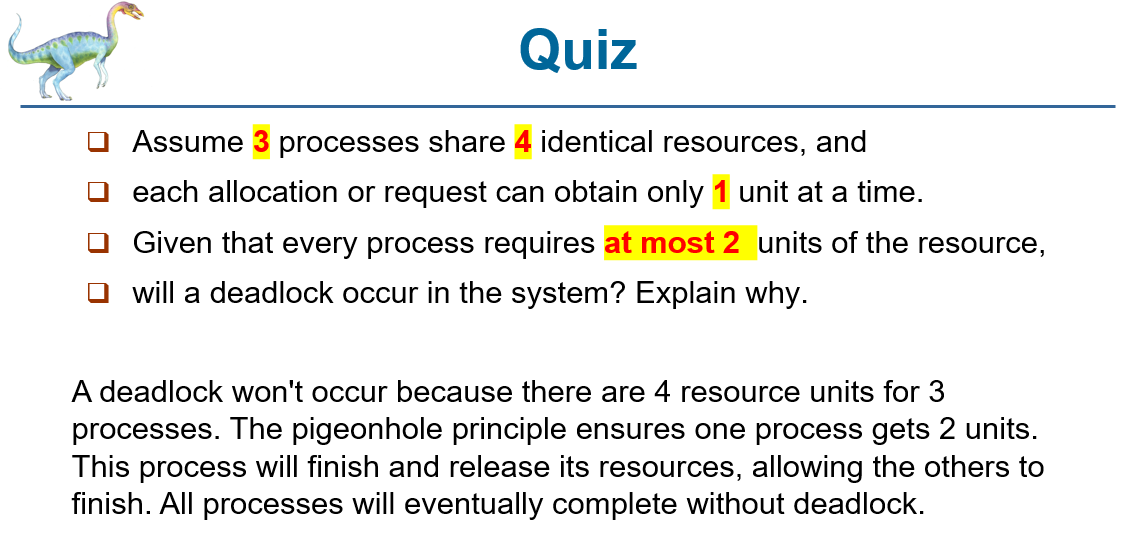 Quiz
Assume 3 processes share 4 identical resources, and
each allocation or request can obtain only 1 unit at a time.
Given that every process requires at most 2 units of the resource,
will a deadlock occur in the system? Explain why.
A deadlock won't occur because there are 4 resource units for 3
processes. The pigeonhole principle ensures one process gets 2 units.
This process will finish and release its resources, allowing the others to
finish. All processes will eventually complete without deadlock.